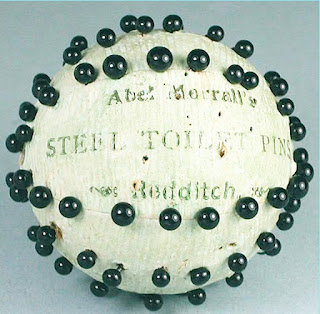 Abel Morrall's
STEEL TOILET PINS
Redditch